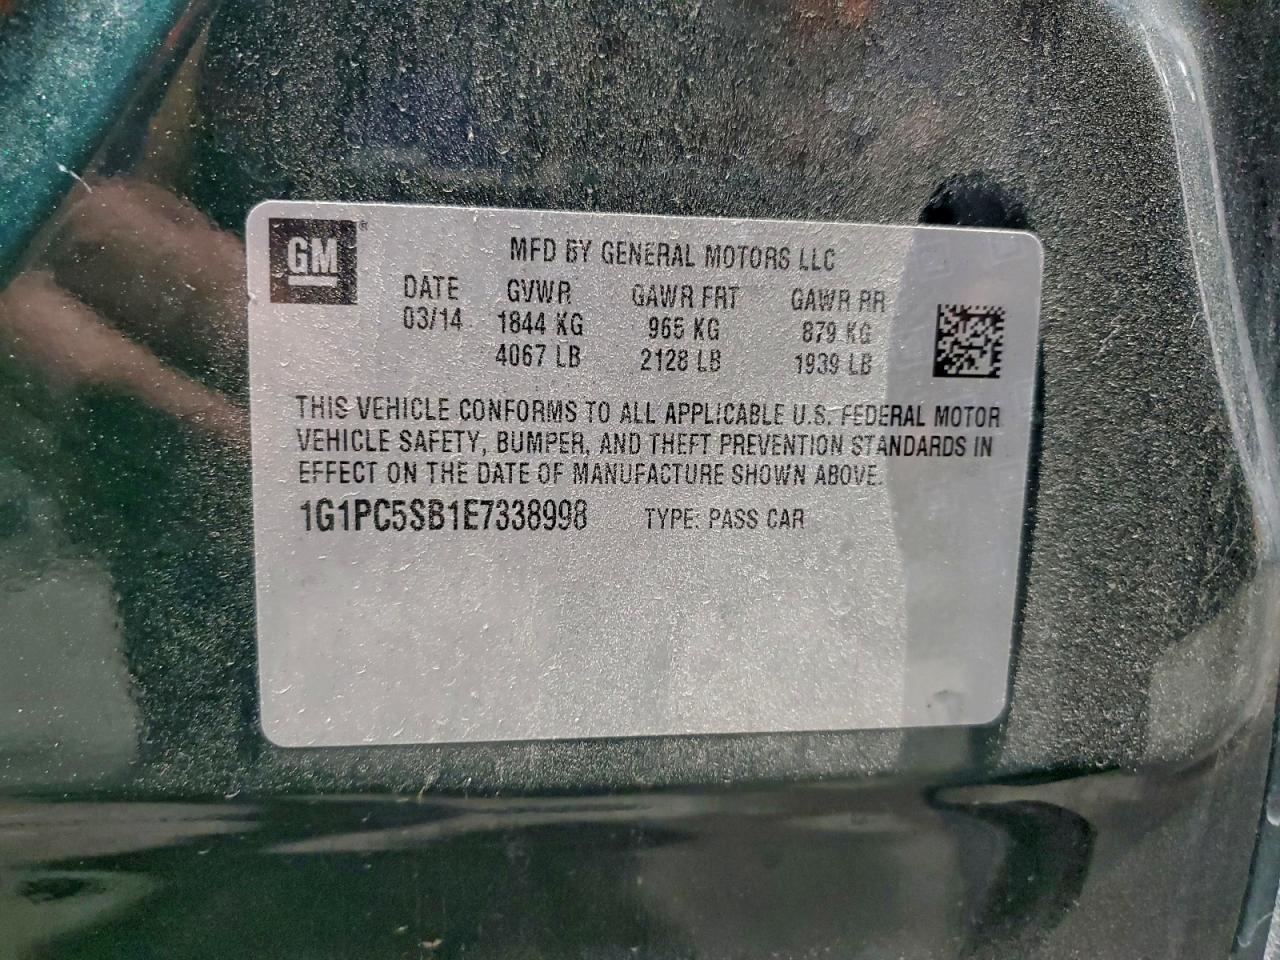 GM®
MFD BY GENERAL MOTORS LLC
DATE GVWR GAWR FRT GAWR RR
03/14 1844 KG 965 KG 879 KG
4067 LB 2128 LB 1939 LB
THIS VEHICLE CONFORMS TO ALL APPLICABLE U.S. FEDERAL MOTOR
VEHICLE SAFETY, BUMPER, AND THEFT PREVENTION STANDARDS IN
EFFECT ON THE DATE OF MANUFACTURE SHOWN ABOVE.
1G1PC5SB1E7338998 TYPE: PASS CAR